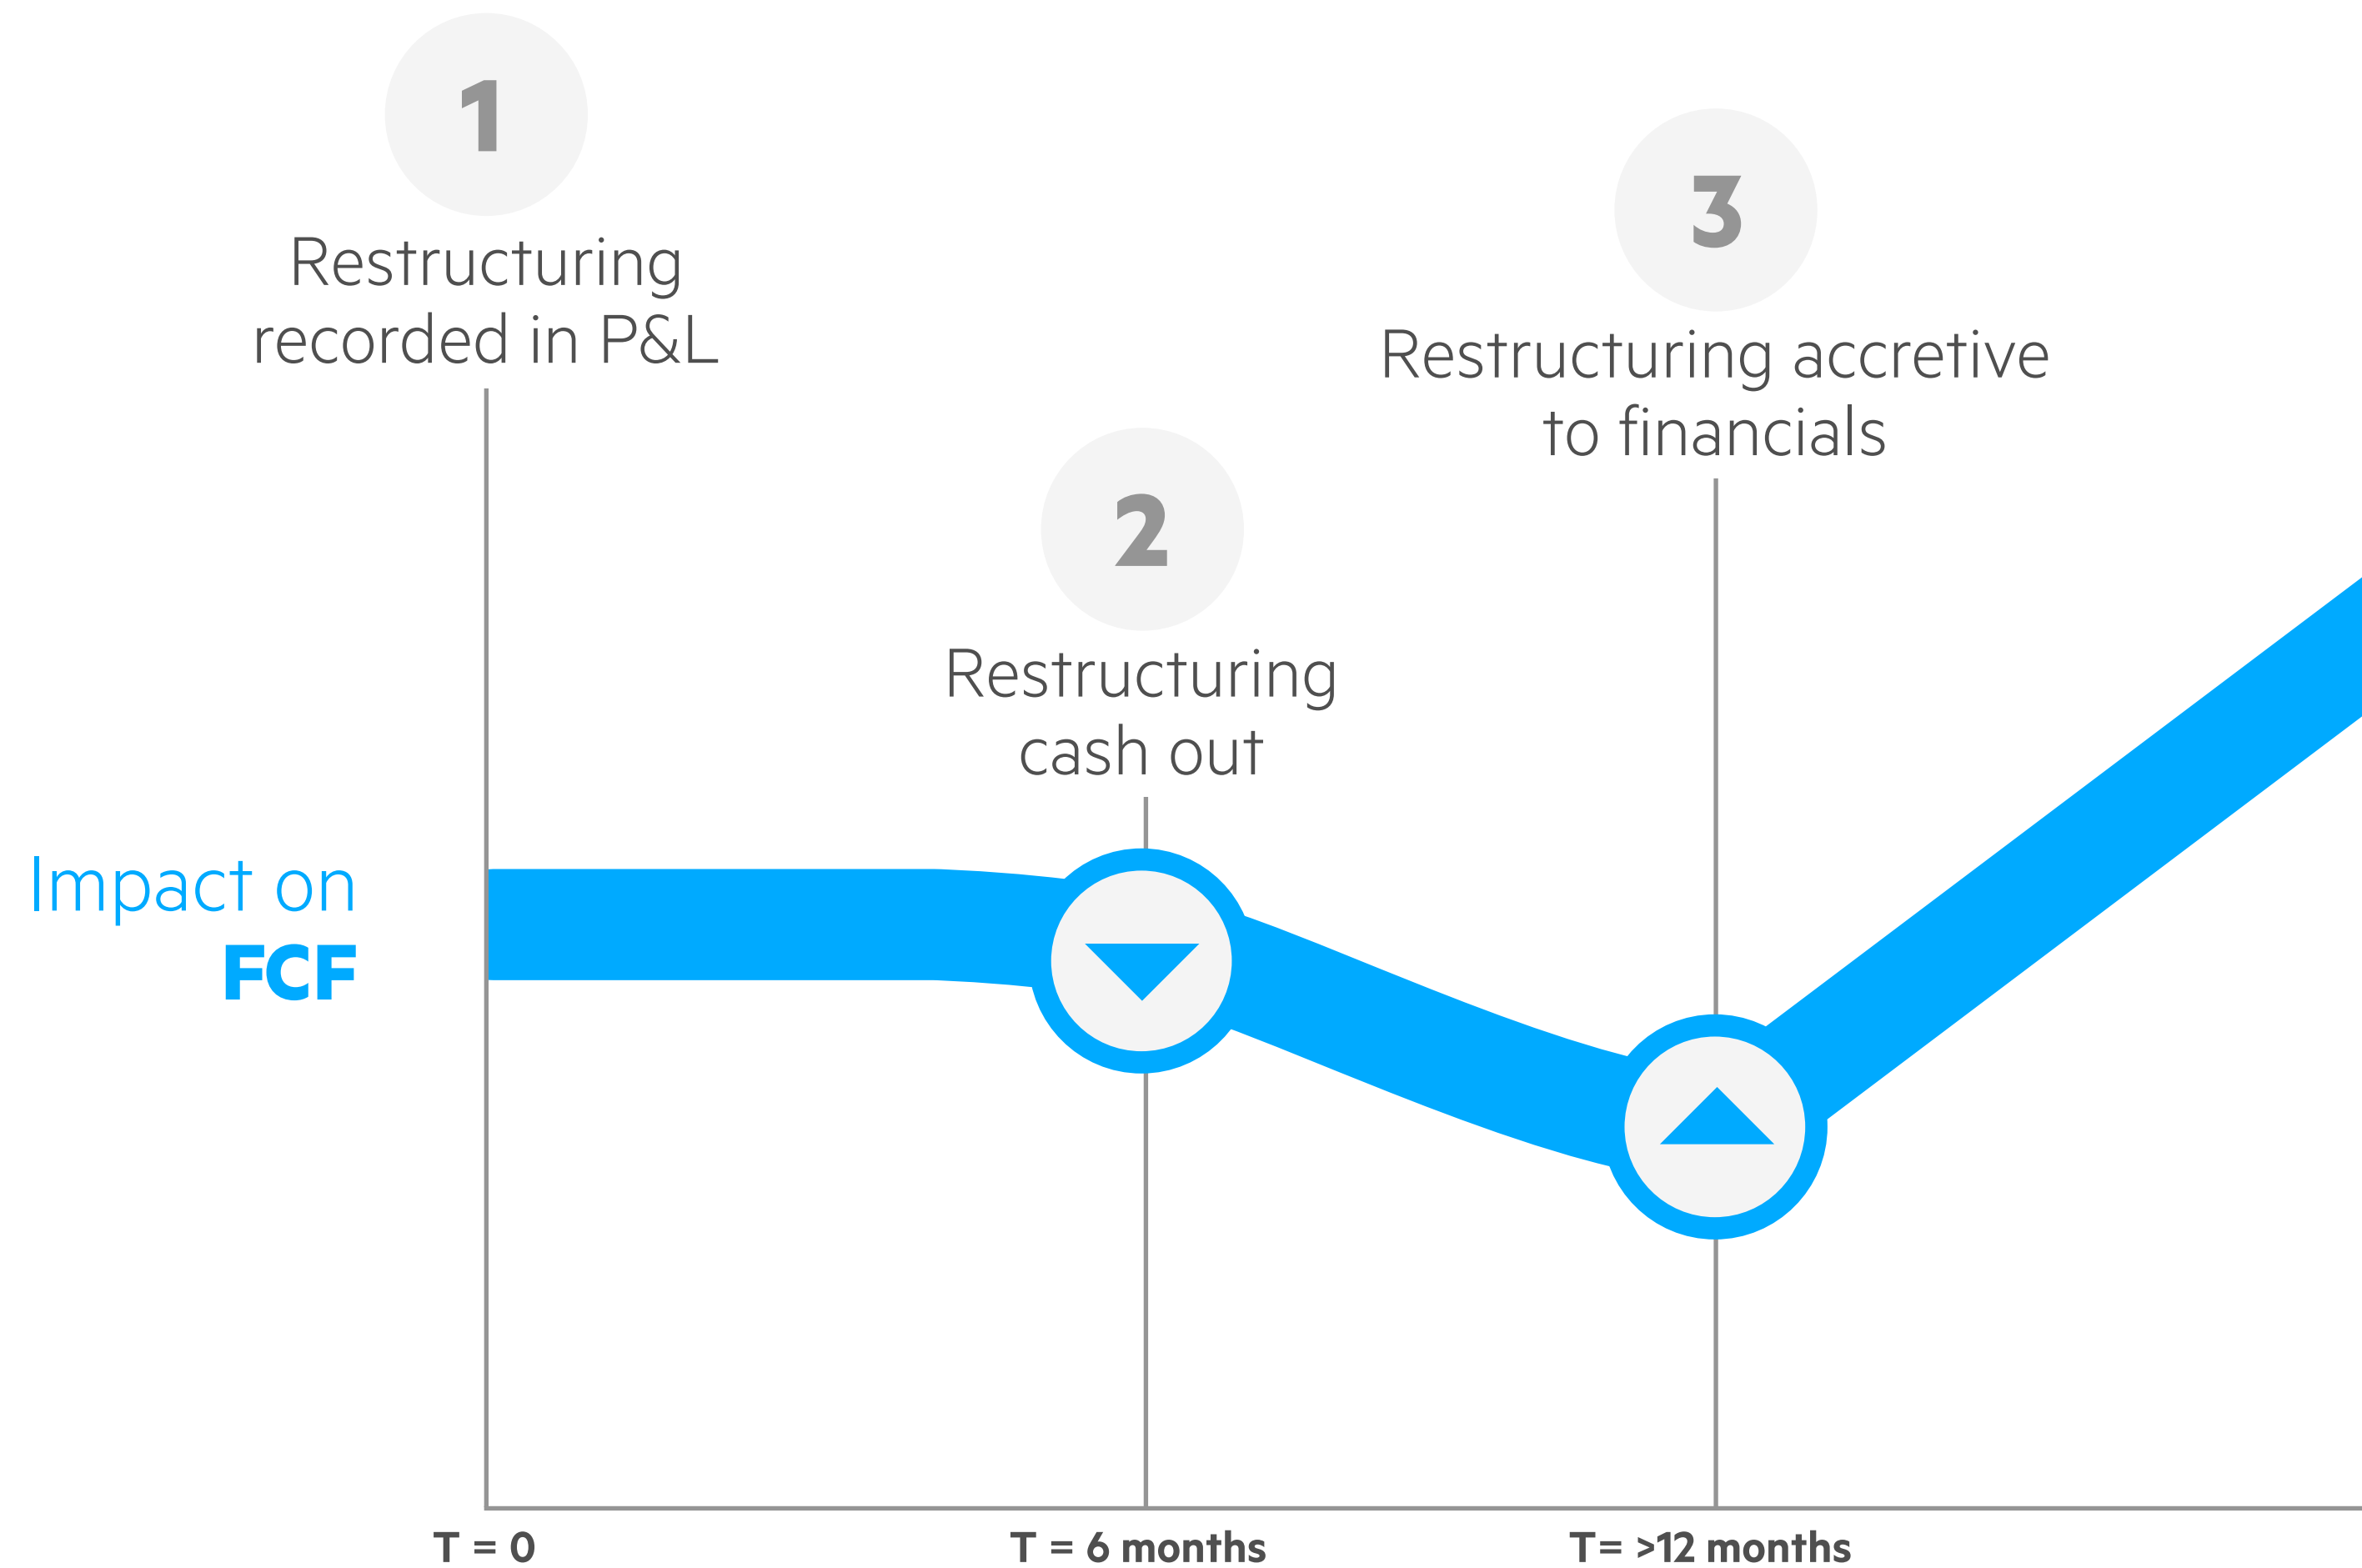 1
Restructuring
recorded in P&L
2
Restructuring
cash out
3
Restructuring accretive
to financials
Impact on
FCF
T = 0
T = 6 months
T= >12 months